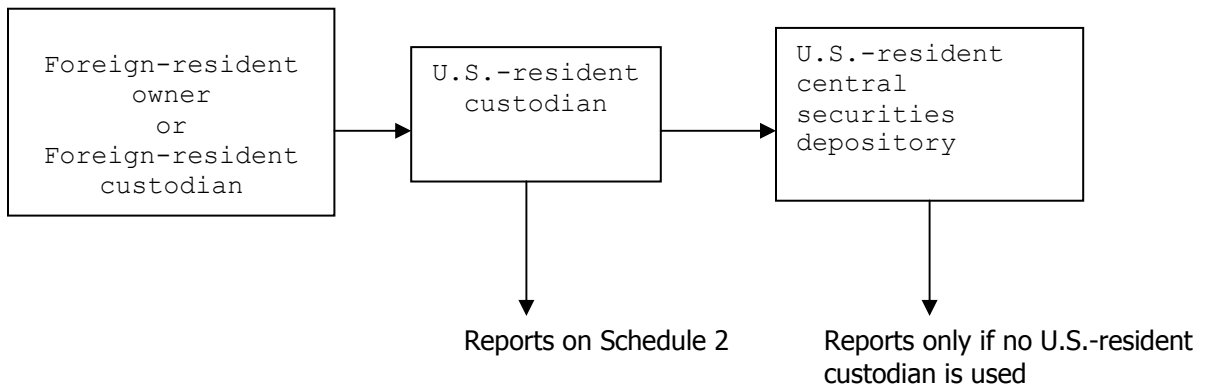 Foreign-resident
owner
or
Foreign-resident
custodian
U.S.-resident
custodian
U.S.-resident
central
securities
depository
Reports on Schedule 2
Reports only if no U.S.-resident
custodian is used